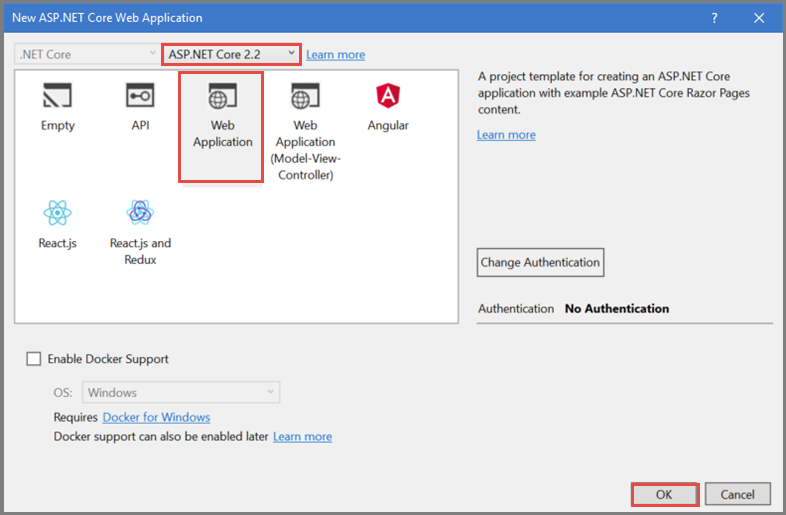 New ASP.NET Core Web Application
?
.NET Core
ASP.NET Core 2.2
Learn more
Empty
API
Web
Application
Web
Application
(Model-View-
Controller)
Angular
React.js
React.js and
Redux
A project template for creating an ASP.NET Core
application with example ASP.NET Core Razor Pages
content.
Learn more
Change Authentication
Authentication No Authentication
Enable Docker Support
OS: Windows
Requires Docker for Windows
Docker support can also be enabled later Learn more
OK
Cancel